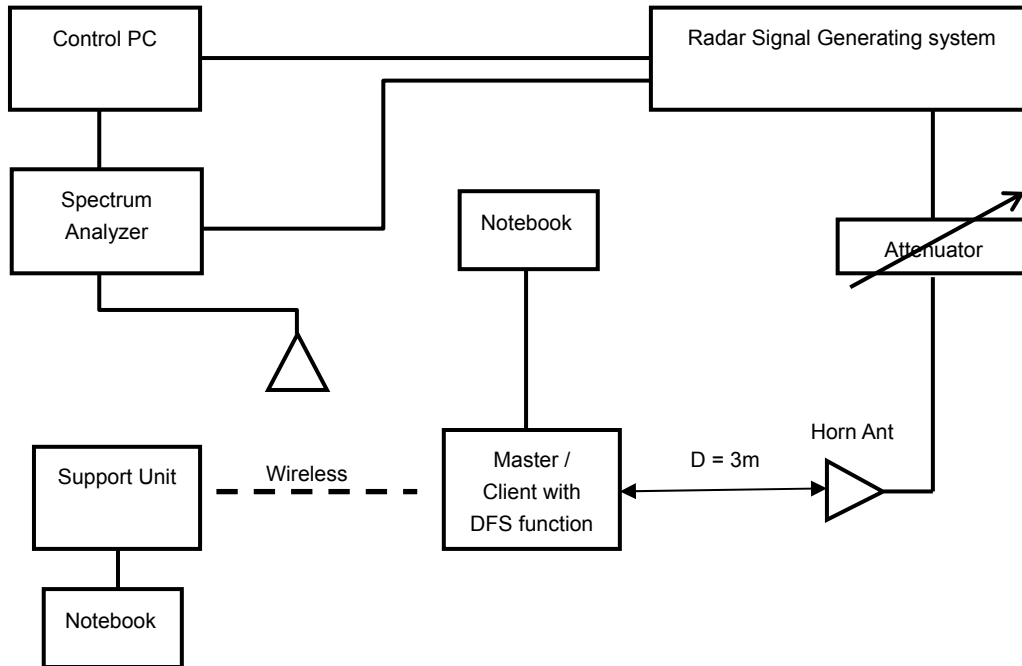 Control PC
Radar Signal Generating system
Spectrum
Analyzer
Notebook
Attenuator
Horn Ant
D = 3m
Support Unit
Wireless
Master /
Client with
DFS function
Notebook